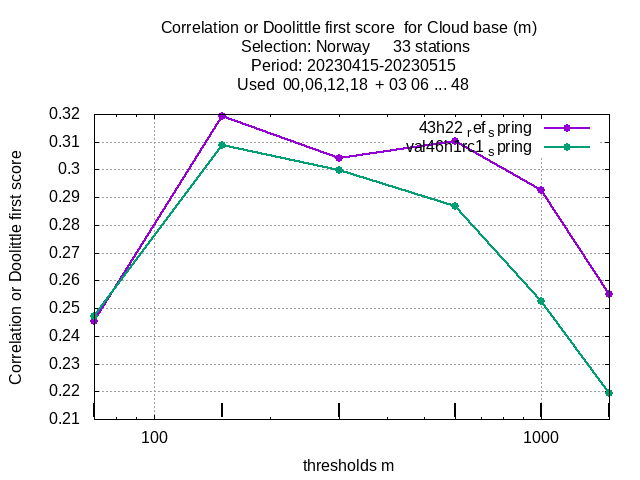 Correlation or Doolittle first score for Cloud base (m)
Selection: Norway 33 stations
Period: 20230415-20230515
Used 00,06,12,18 + 03 06 ... 48
43h22 ref spring
val46h1rc1 spring
0.32
0.31
0.3
0.29
0.28
0.27
0.26
0.25
0.24
0.23
0.22
0.21
Correlation or Doolittle first score
100 1000
thresholds m